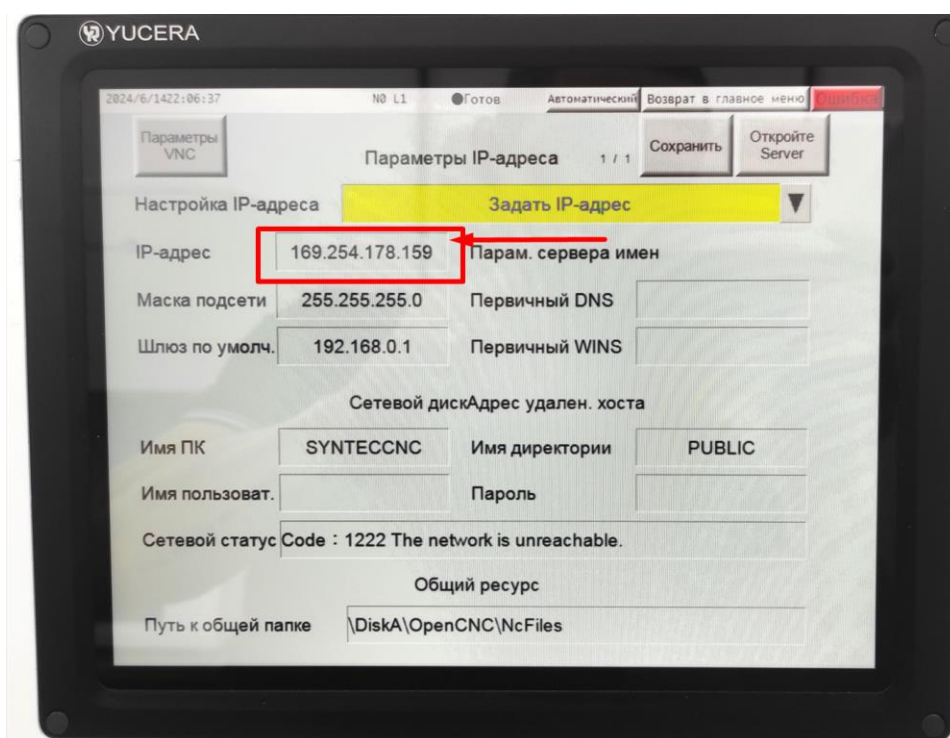 YUCERA
2024/6/1422:06:37 N0 L1 Готов Автоматический Возврат в главное меню Ошибка
Параметры VNC
Параметры IP-адреса 1 / 1
Сохранить
Откройте Server
Настройка IP-адреса Задать IP-адрес
IP-адрес 169.254.178.159 Парам. сервера имен
Маска подсети 255.255.255.0 Первичный DNS
Шлюз по умолч. 192.168.0.1 Первичный WINS
Сетевой дискАдрес удален. хоста
Имя ПК SYNTECCNC Имя директории PUBLIC
Имя пользоват. Пароль
Сетевой статус Code : 1222 The network is unreachable.
Общий ресурс
Путь к общей папке \DiskA\OpenCNC\NcFiles